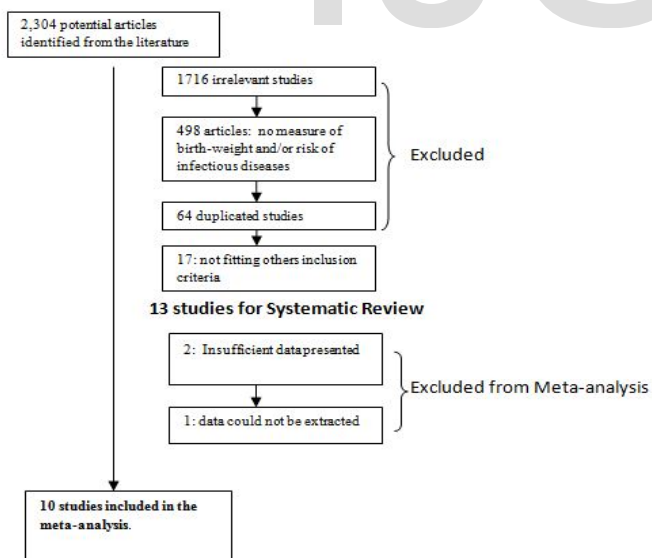 2,304 potential articles
identified from the literature
1716 irrelevant studies
498 articles: no measure of
birth-weight and/or risk of
infectious diseases
Excluded
64 duplicated studies
17: not fitting others inclusion
criteria
13 studies for Systematic Review
2: Insufficient datapresented
Excluded from Meta-analysis
1: data could not be extracted
10 studies included in the
meta-analysis.